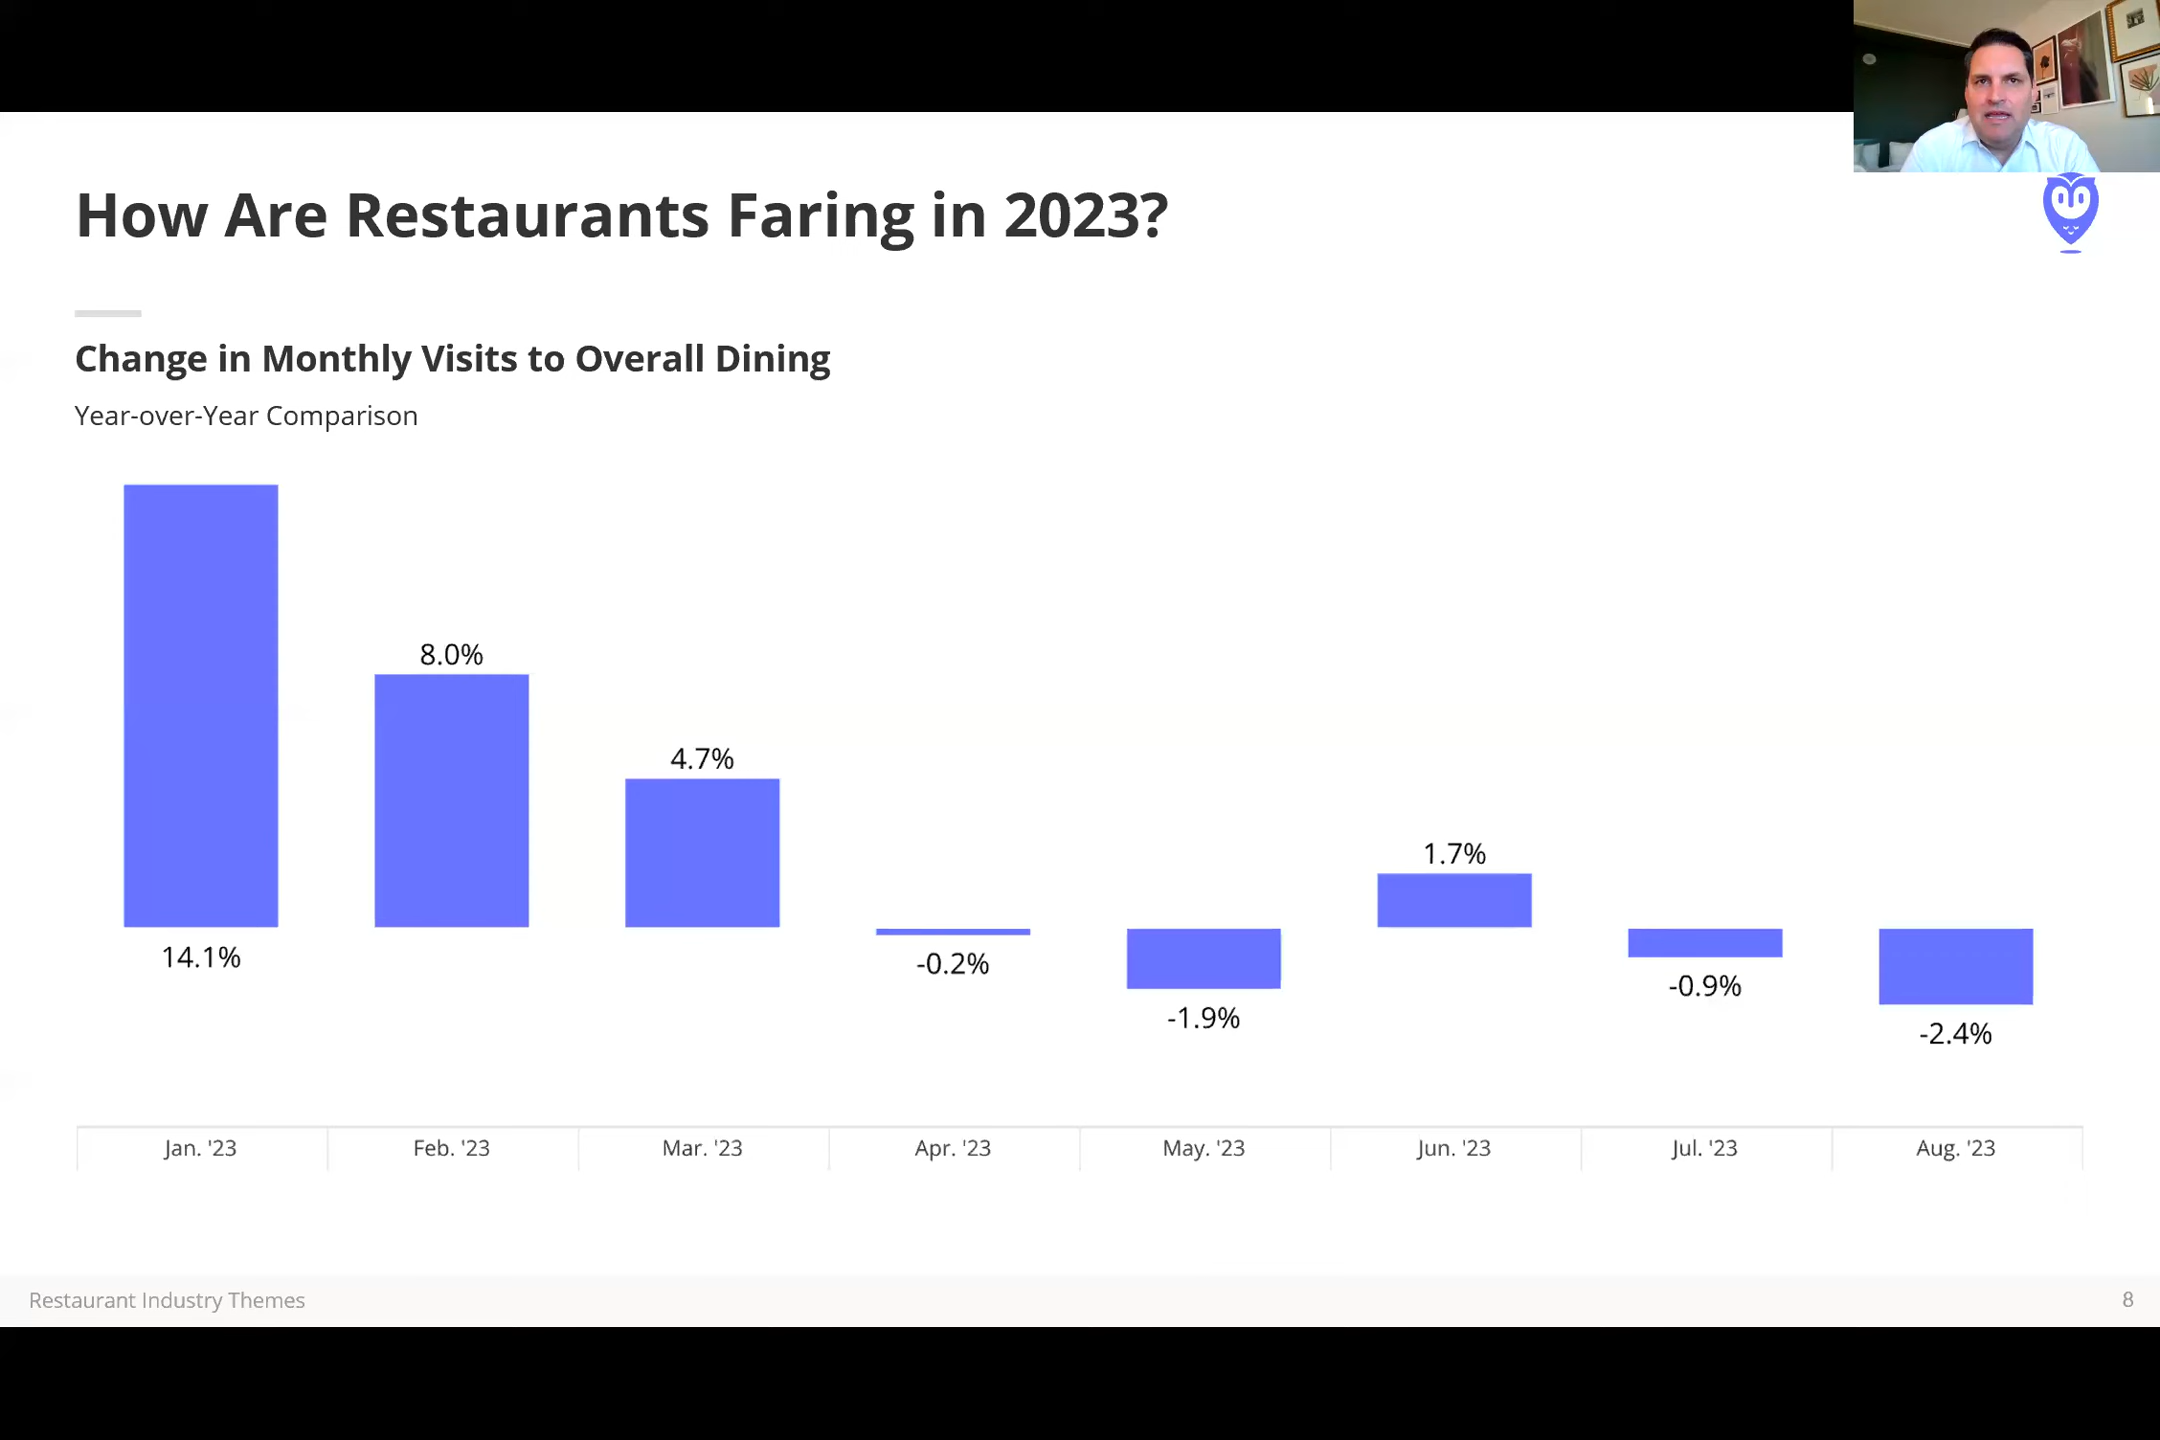 How Are Restaurants Faring in 2023?
Change in Monthly Visits to Overall Dining
Year-over-Year Comparison
14.1%
8.0%
4.7%
-0.2%
-1.9%
1.7%
-0.9%
-2.4%
Jan. '23
Feb. '23
Mar. '23
Apr. '23
May. '23
Jun. '23
Jul. '23
Aug. '23
Restaurant Industry Themes
8